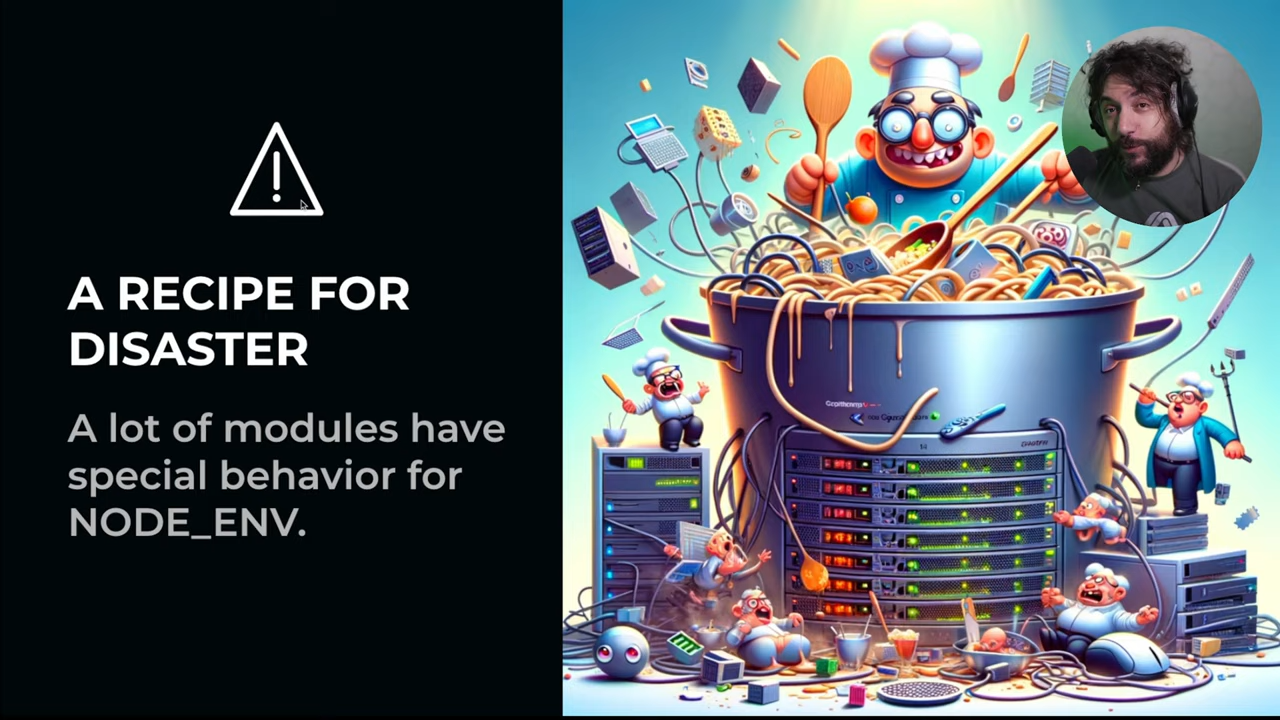 A RECIPE FOR
DISASTER
A lot of modules have
special behavior for
NODE_ENV.